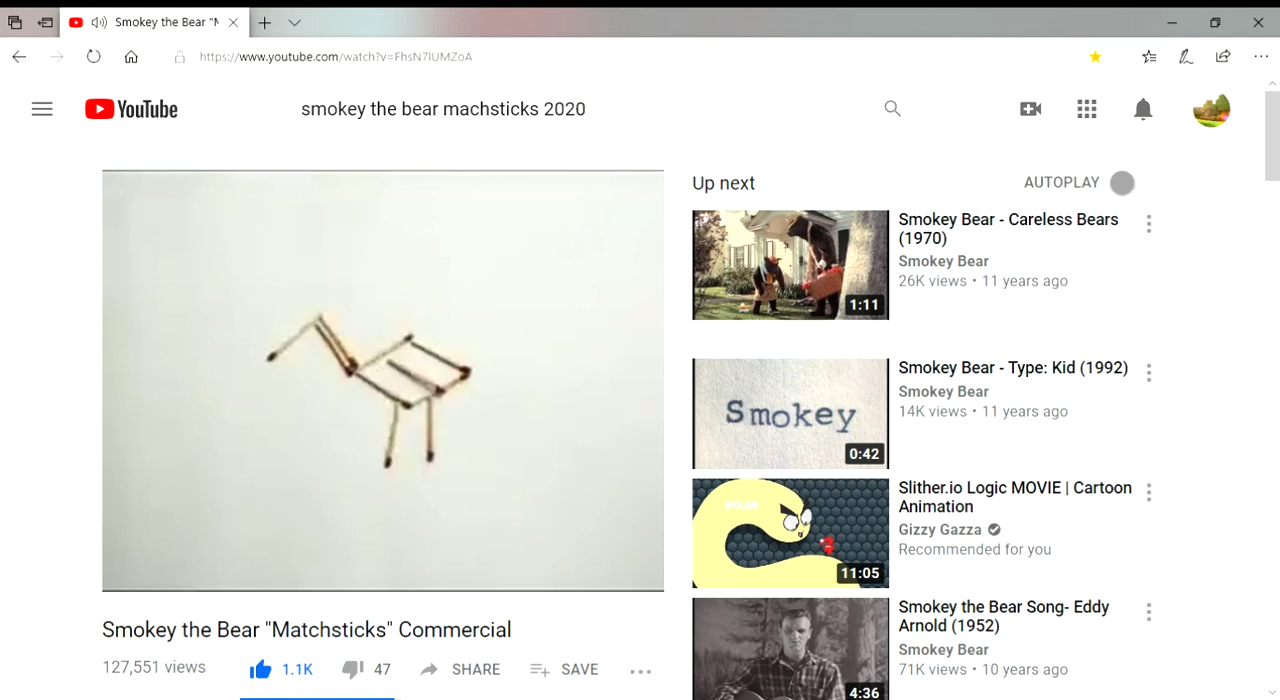 Smokey the Bear "M
https://www.youtube.com/watch?v=FhsN7lUMZoA
YouTube
smokey the bear machsticks 2020
Up next
AUTOPLAY
1:11
Smokey Bear - Careless Bears
(1970)
Smokey Bear
26K views • 11 years ago
Smokey
0:42
Smokey Bear - Type: Kid (1992)
Smokey Bear
14K views • 11 years ago
11:05
Slither.io Logic MOVIE | Cartoon
Animation
Gizzy Gazza
Recommended for you
Smokey the Bear "Matchsticks" Commercial
127,551 views
1.1K
47
SHARE
SAVE
4:36
Smokey the Bear Song- Eddy
Arnold (1952)
Smokey Bear
71K views • 10 years ago